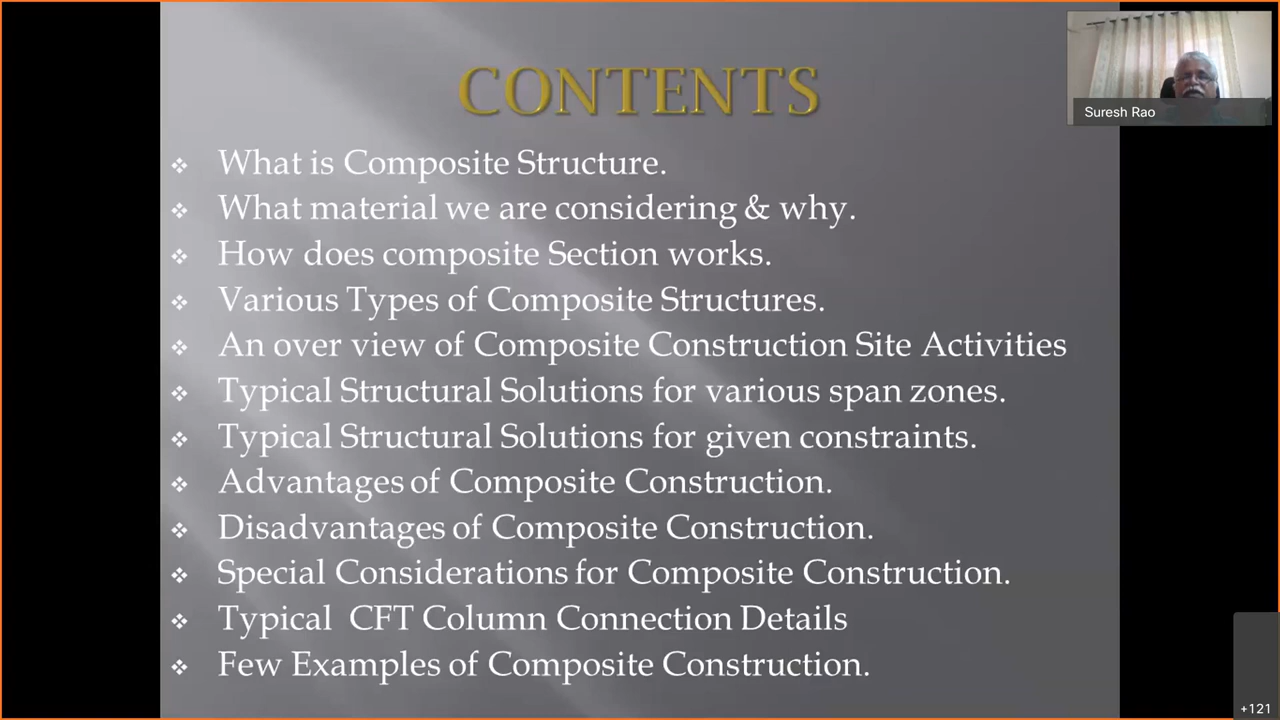 CONTENTS
Suresh Rao
What is Composite Structure.
What material we are considering & why.
How does composite Section works.
Various Types of Composite Structures.
An over view of Composite Construction Site Activities
Typical Structural Solutions for various span zones.
Typical Structural Solutions for given constraints.
Advantages of Composite Construction.
Disadvantages of Composite Construction.
Special Considerations for Composite Construction.
Typical CFT Column Connection Details
Few Examples of Composite Construction.
+121